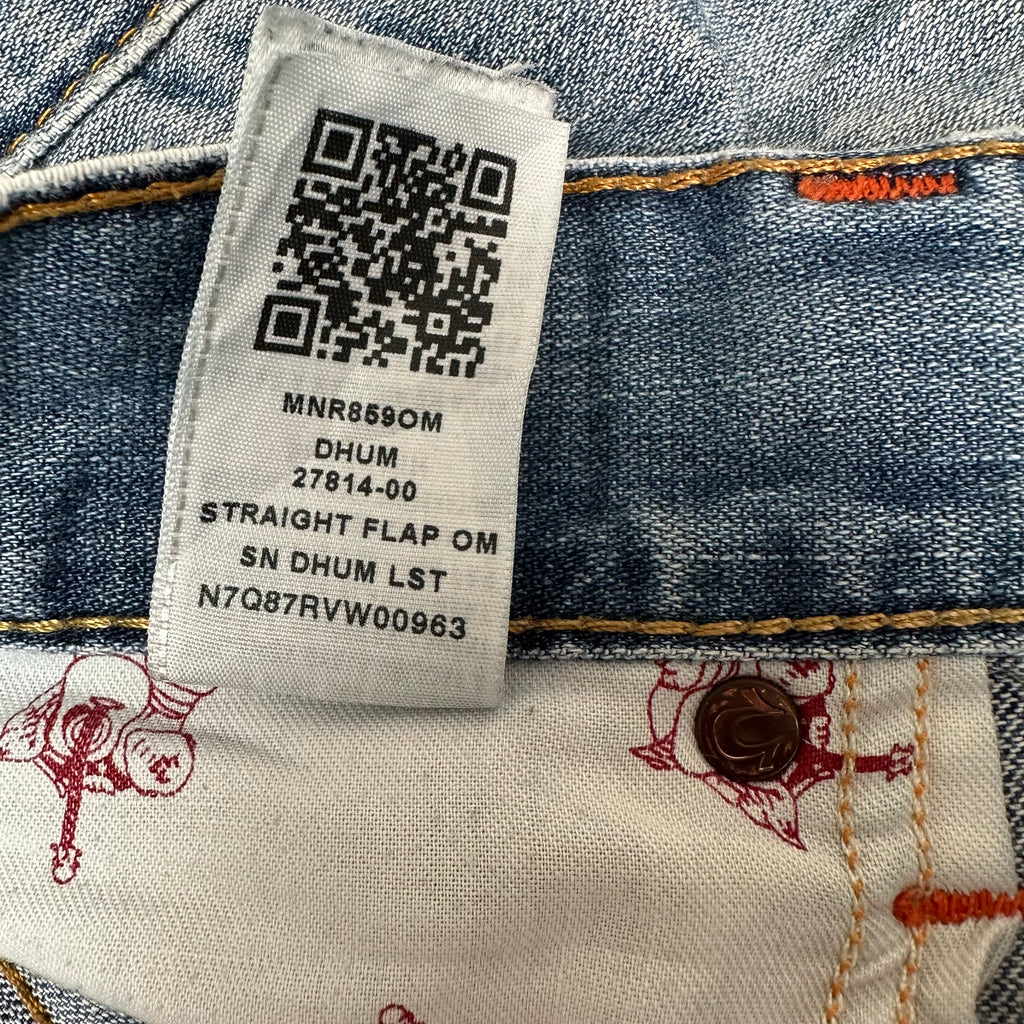 MNR859OM
DHUM
27814-00
STRAIGHT FLAP OM
SN DHUM LST
N7Q87RVW00963